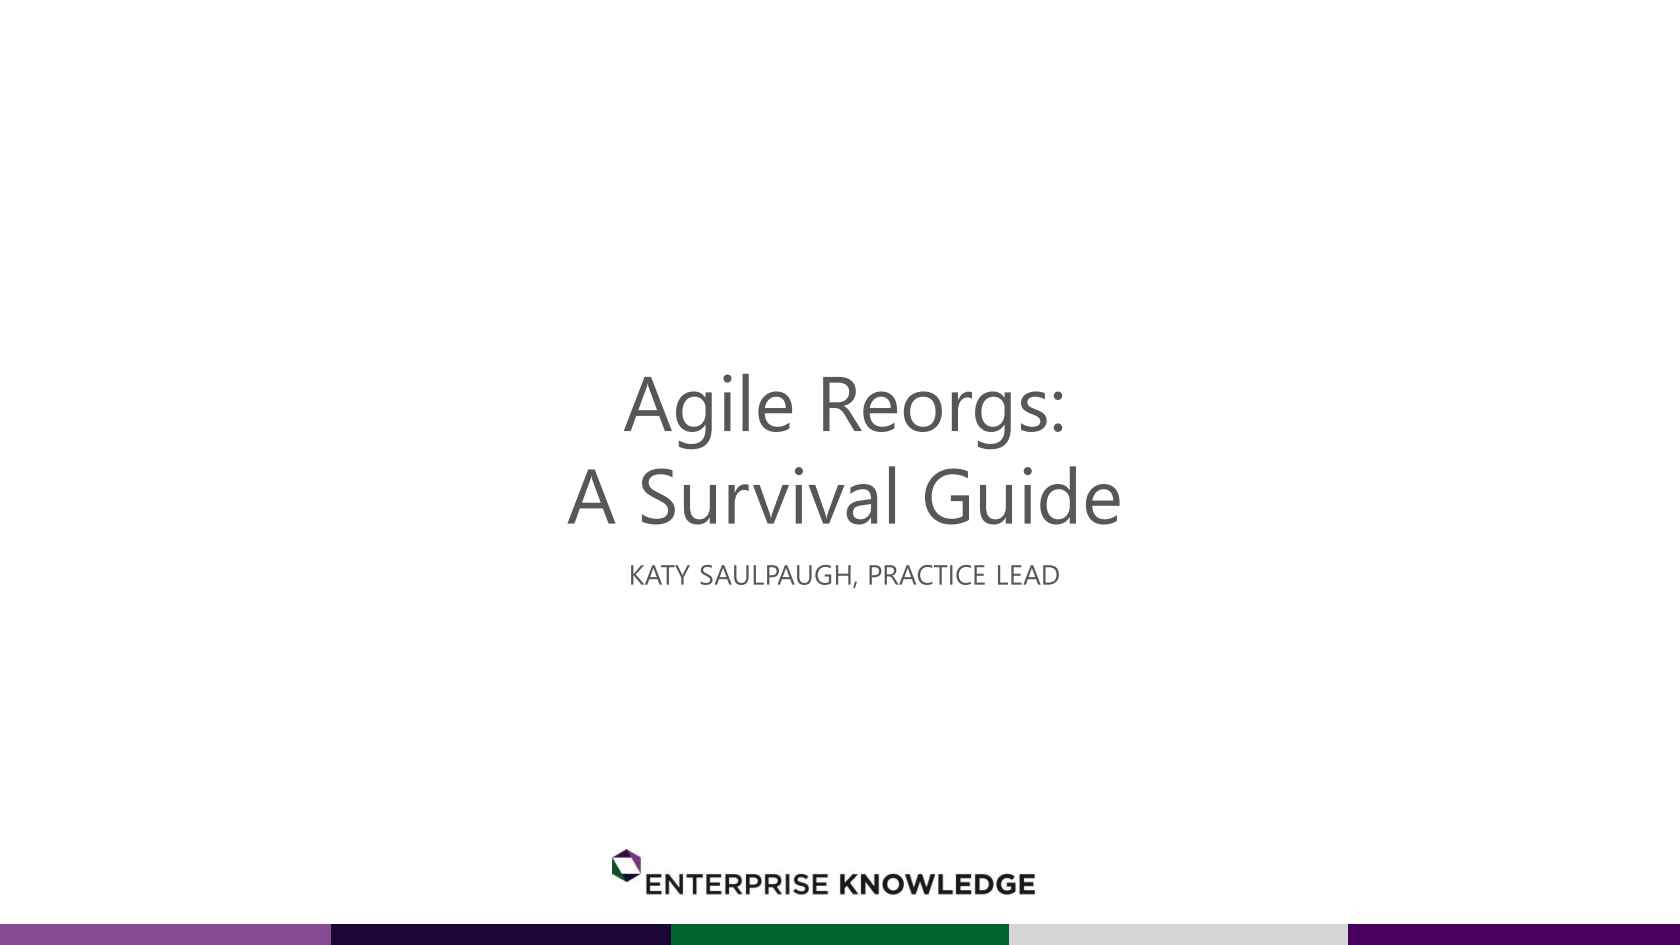 Agile Reorgs:
A Survival Guide
KATY SAULPAUGH, PRACTICE LEAD
ENTERPRISE KNOWLEDGE